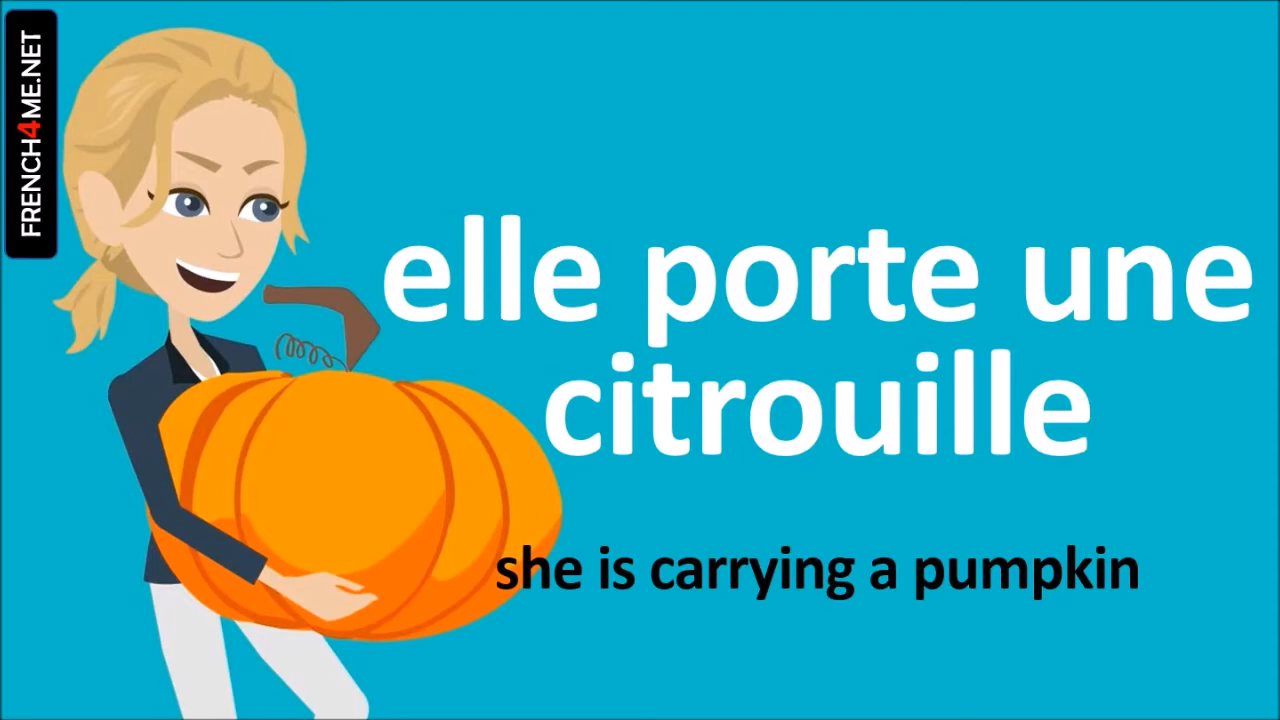 FRENCH4ME.NET
elle porte une
citrouille
she is carrying a pumpkin